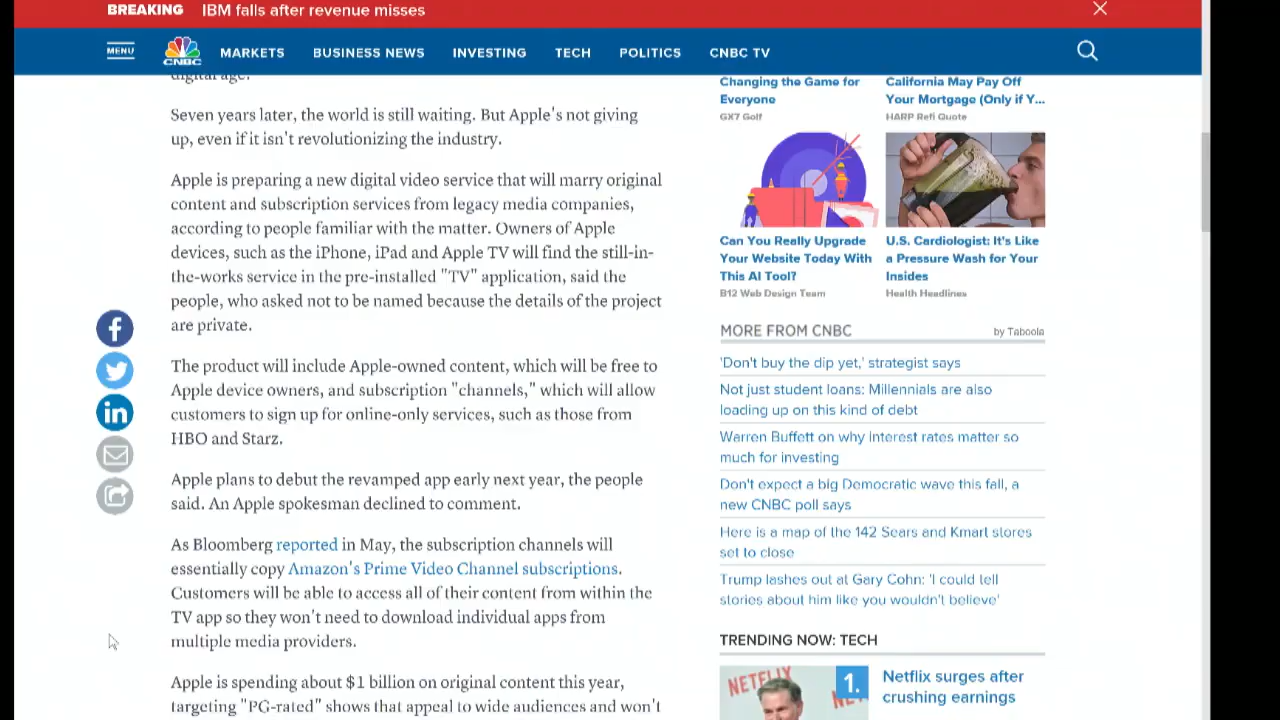 BREAKING IBM falls after revenue misses
MENU
CNBC
MARKETS BUSINESS NEWS INVESTING TECH POLITICS CNBC TV
digital age.
Seven years later, the world is still waiting. But Apple's not giving
up, even if it isn't revolutionizing the industry.
Apple is preparing a new digital video service that will marry original
content and subscription services from legacy media companies,
according to people familiar with the matter. Owners of Apple
devices, such as the iPhone, iPad and Apple TV will find the still-in-
the-works service in the pre-installed "TV" application, said the
people, who asked not to be named because the details of the project
are private.
The product will include Apple-owned content, which will be free to
Apple device owners, and subscription "channels," which will allow
customers to sign up for online-only services, such as those from
HBO and Starz.
Apple plans to debut the revamped app early next year, the people
said. An Apple spokesman declined to comment.
As Bloomberg reported in May, the subscription channels will
essentially copy Amazon's Prime Video Channel subscriptions.
Customers will be able to access all of their content from within the
TV app so they won't need to download individual apps from
multiple media providers.
Apple is spending about $1 billion on original content this year,
targeting "PG-rated" shows that appeal to wide audiences and won't
Changing the Game for
Everyone
GX7 Golf
California May Pay Off
Your Mortgage (Only if Y...
HARP Refi Quote
Can You Really Upgrade
Your Website Today With
This AI Tool?
B12 Web Design Team
U.S. Cardiologist: It's Like
a Pressure Wash for Your
Insides
Health Headlines
MORE FROM CNBC
by Taboola
'Don't buy the dip yet,' strategist says
Not just student loans: Millennials are also
loading up on this kind of debt
Warren Buffett on why interest rates matter so
much for investing
Don't expect a big Democratic wave this fall, a
new CNBC poll says
Here is a map of the 142 Sears and Kmart stores
set to close
Trump lashes out at Gary Cohn: 'I could tell
stories about him like you wouldn't believe'
TRENDING NOW: TECH
NETFLIX
1.
Netflix surges after
crushing earnings